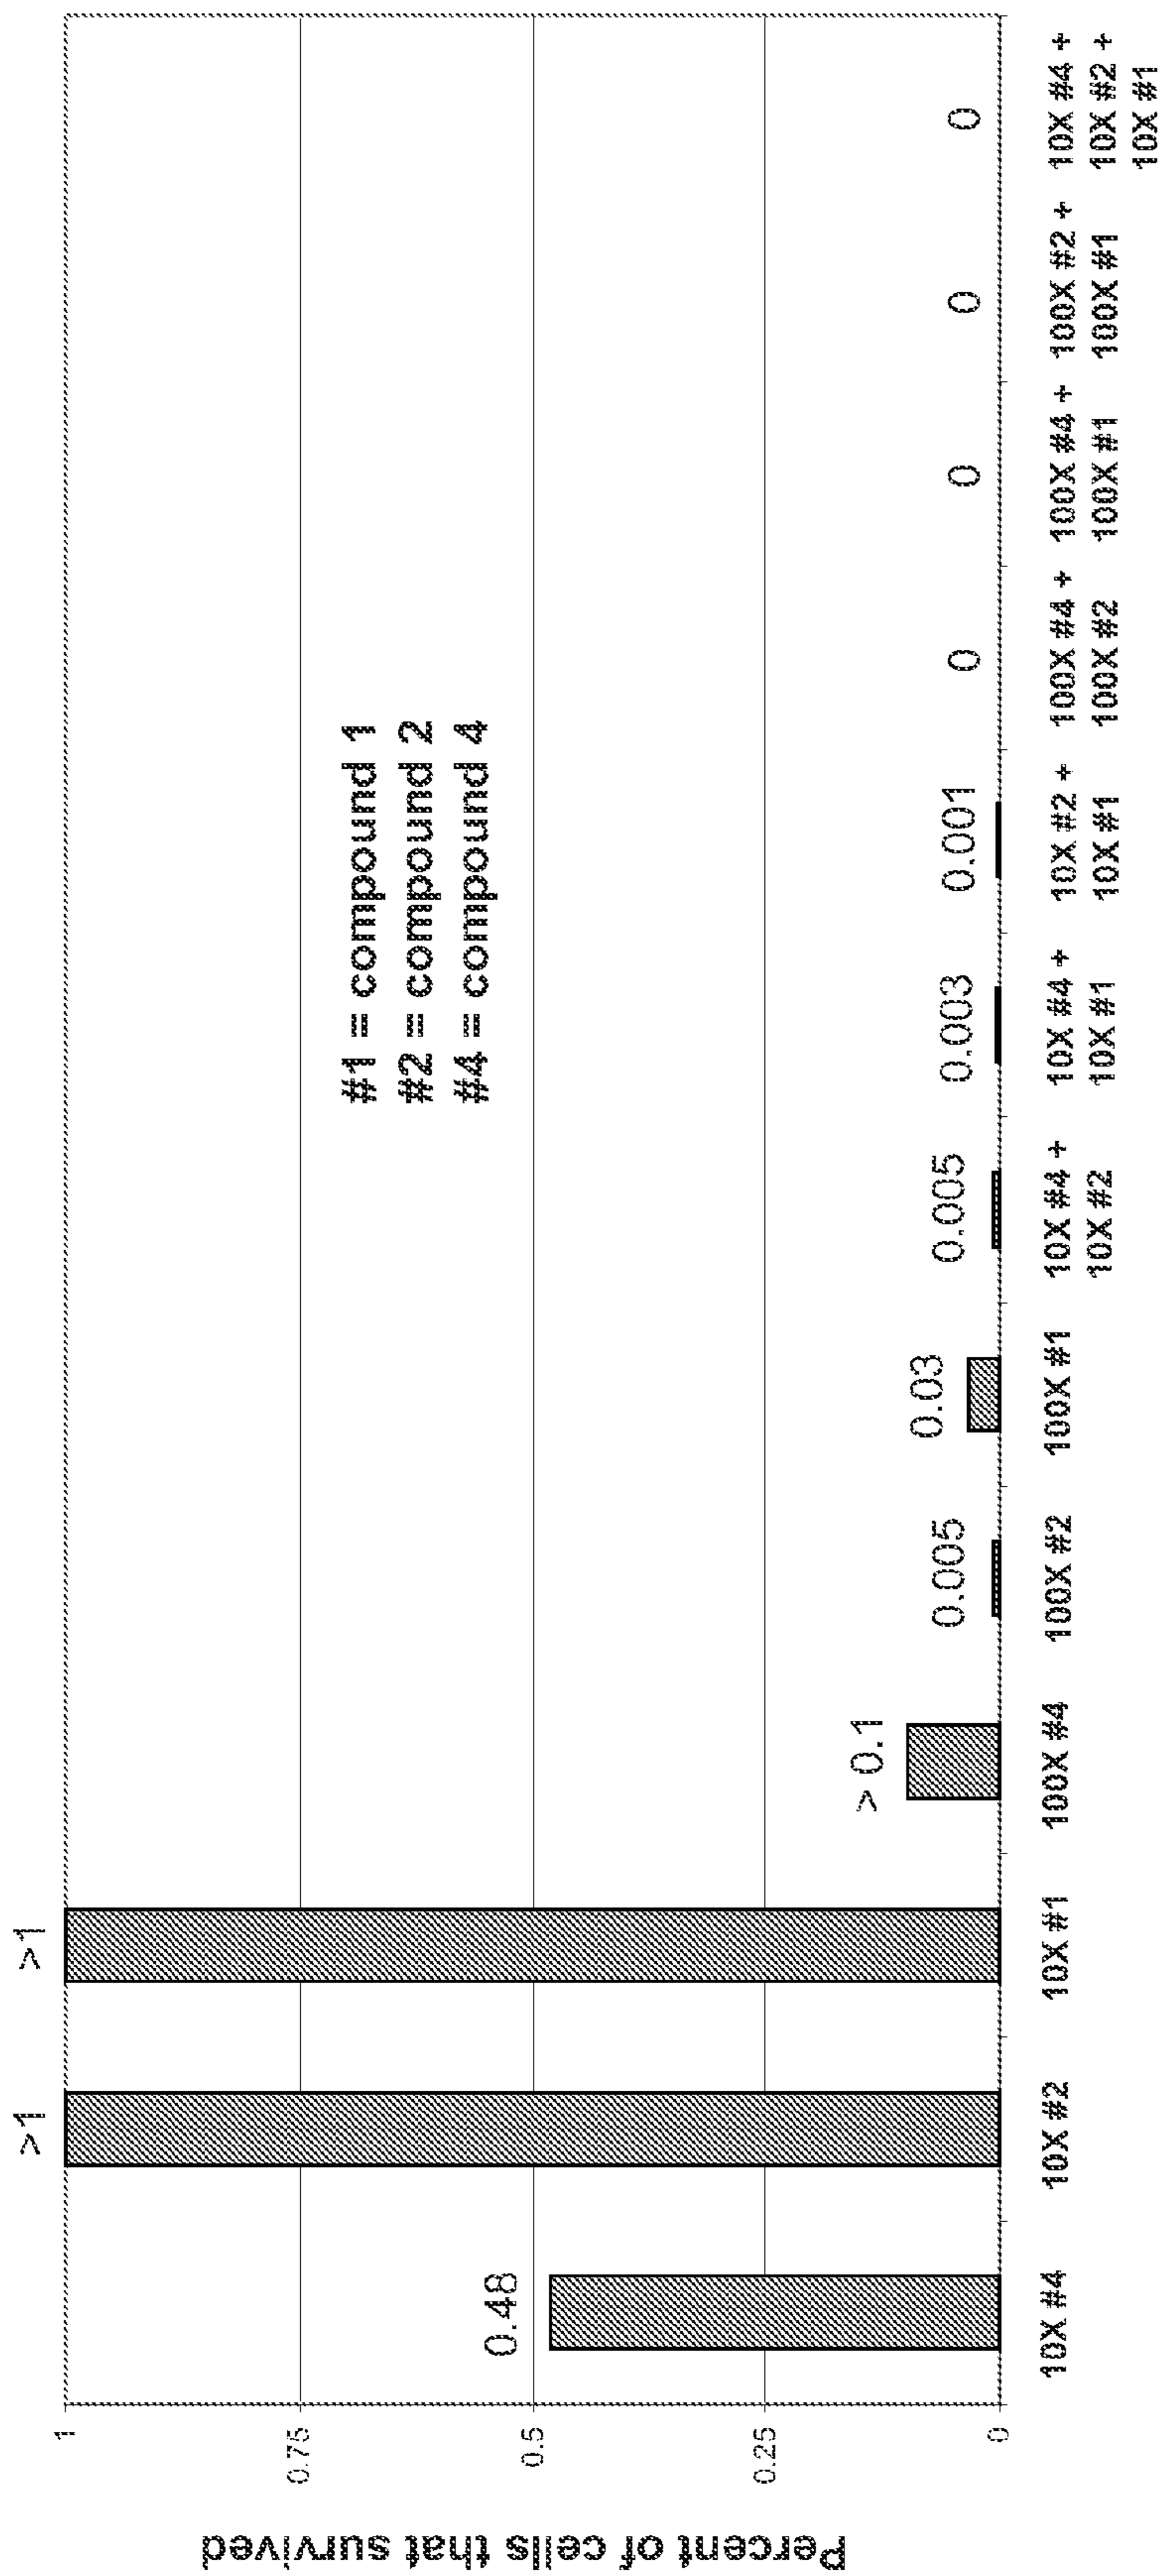 Percent of cells that survived
1
0.75
0.5
0.25
0
0.48
>1
>1
> 0.1
0.005
0.03
0.005
0.003
0.001
0
0
0
0
#1 = compound 1
#2 = compound 2
#4 = compound 4
10X #4
10X #2
10X #1
100X #4
100X #2
100X #1
10X #4 +
10X #2
10X #4 +
10X #1
10X #2 +
10X #1
100X #4 +
100X #2
100X #4 +
100X #1
100X #2 +
100X #1
10X #4 +
10X #2 +
10X #1